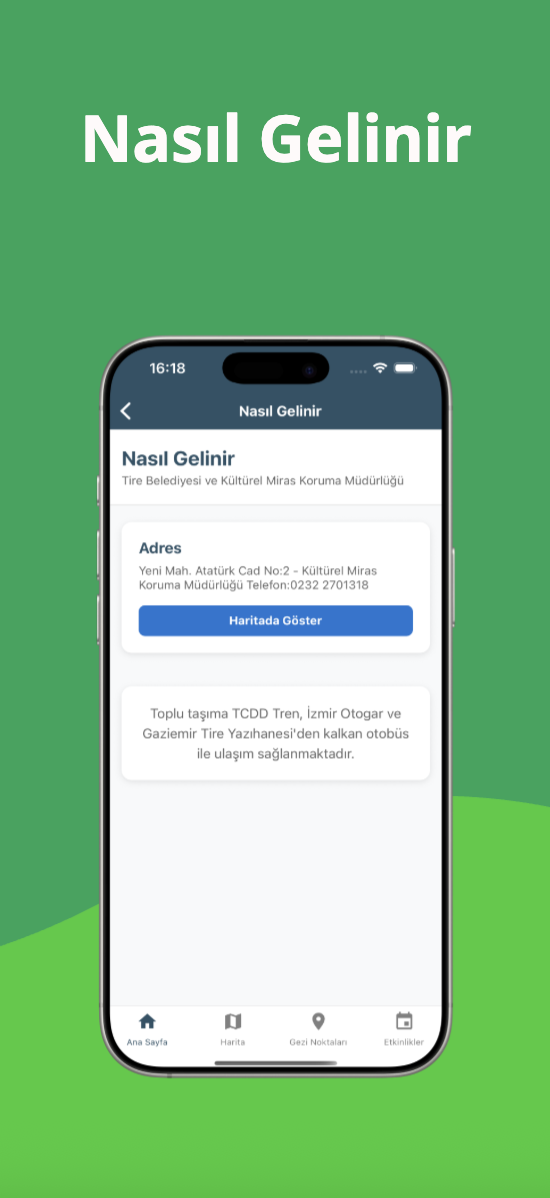 Nasıl Gelinir
16:18
Nasıl Gelinir
Nasıl Gelinir
Tire Belediyesi ve Kültürel Miras Koruma Müdürlüğü
Adres
Yeni Mah. Atatürk Cad No:2 - Kültürel Miras
Koruma Müdürlüğü Telefon:0232 2701318
Haritada Göster
Toplu taşıma TCDD Tren, İzmir Otogar ve
Gaziemir Tire Yazıhanesi'den kalkan otobüs
ile ulaşım sağlanmaktadır.
Ana Sayfa
Harita
Gezi Noktaları
Etkinlikler